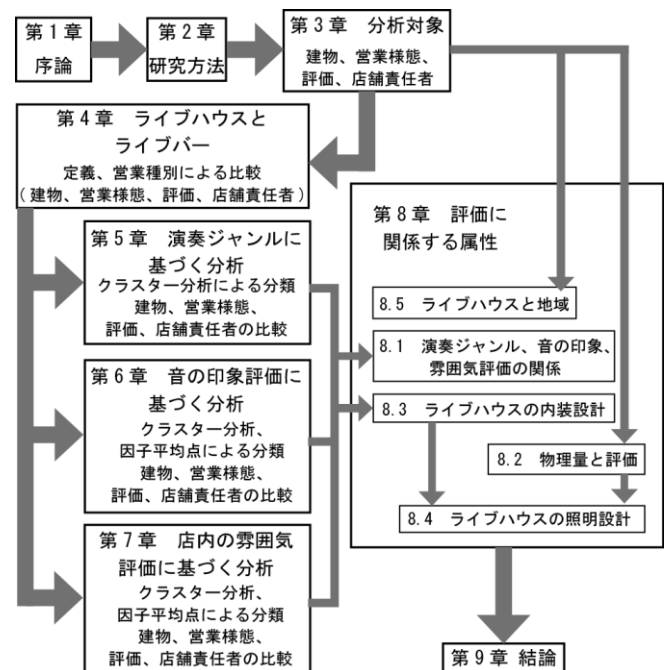 第1章
序論
第2章
研究方法
第3章 分析対象
建物、営業様態、
評価、店舗責任者
第4章 ライブハウスと
ライブバー
定義、営業種別による比較
(建物、営業様態、評価、店舗責任者)
第5章 演奏ジャンルに
基づく分析
クラスター分析による分類
建物、営業様態、
評価、店舗責任者の比較
第6章 音の印象評価に
基づく分析
クラスター分析、
因子平均点による分類
建物、営業様態、
評価、店舗責任者の比較
第7章 店内の雰囲気
評価に基づく分析
クラスター分析、
因子平均点による分類
建物、営業様態、
評価、店舗責任者の比較
第8章 評価に
関係する属性
8.5 ライブハウスと地域
8.1 演奏ジャンル、音の印象、
雰囲気評価の関係
8.3 ライブハウスの内装設計
8.2 物理量と評価
8.4 ライブハウスの照明設計
第9章 結論